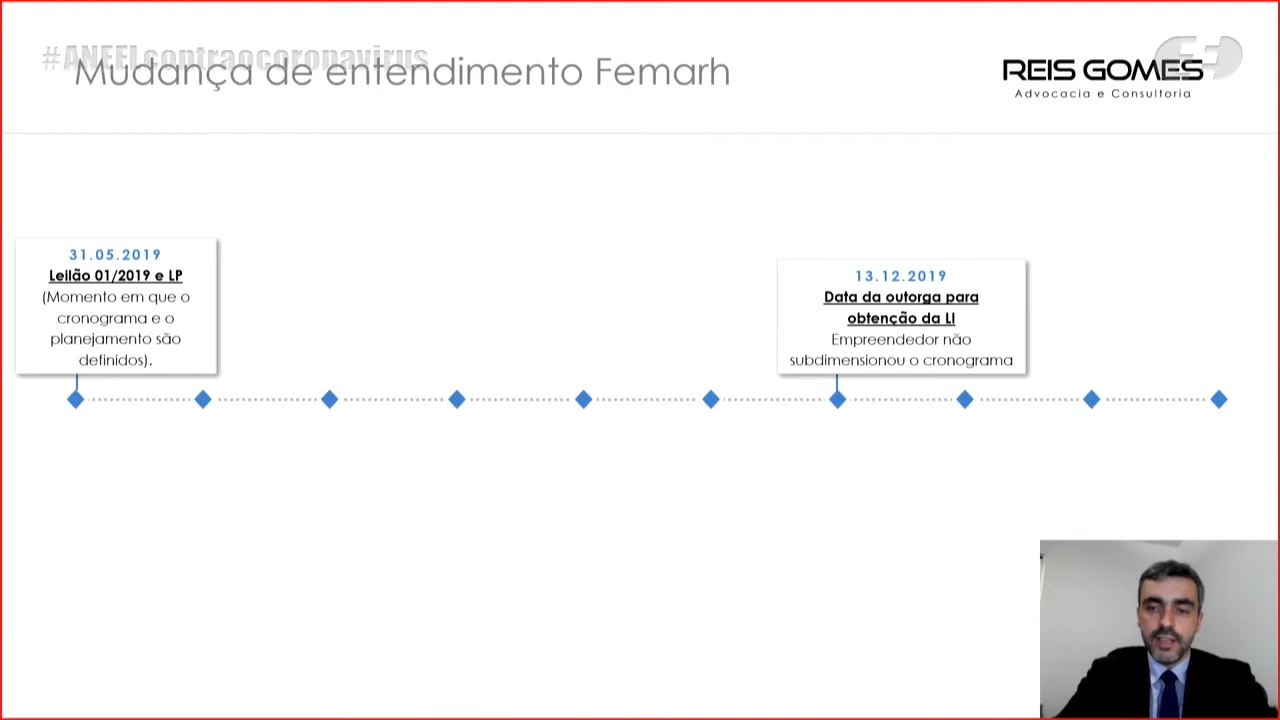 #ANEELcontraocoronavirus
Mudança de entendimento Femarh
REIS GOMES
Advocacia e Consultoria
31.05.2019
Leilão 01/2019 e LP
(Momento em que o
cronograma e o
planejamento são
definidos).
13.12.2019
Data da outorga para
obtenção da LI
Empreendedor não
subdimensionou o cronograma